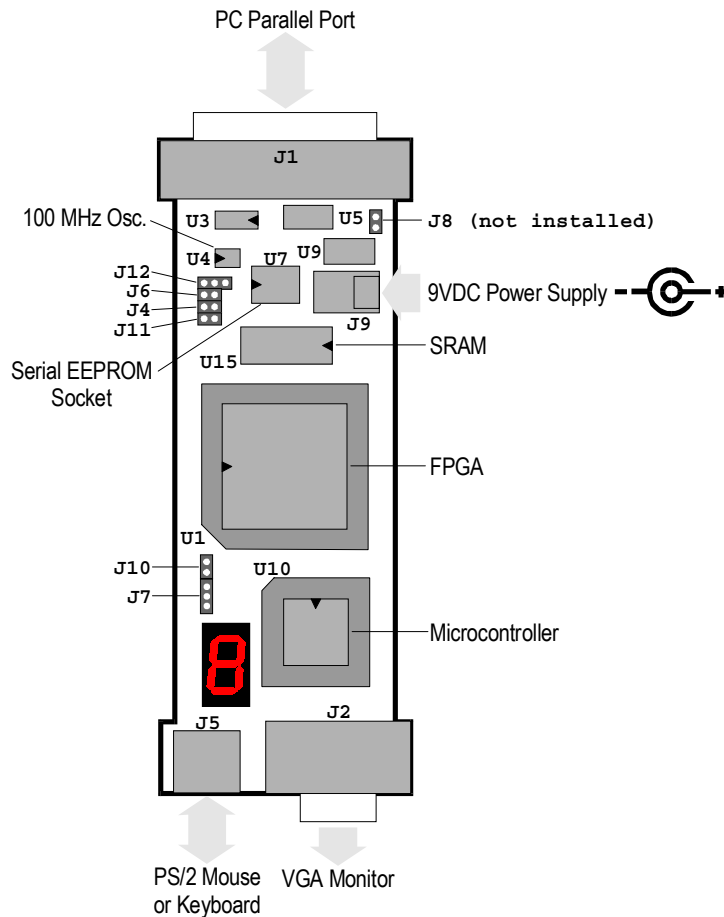 PC Parallel Port
J1
100 MHz Osc.
U3
U5
J8 (not installed)
U4
U7
U9
J12
J6
J4
J11
9VDC Power Supply
- +
J9
U15
SRAM
Serial EEPROM
Socket
FPGA
U1
J10
U10
J7
Microcontroller
8
J5
J2
PS/2 Mouse
or Keyboard
VGA Monitor